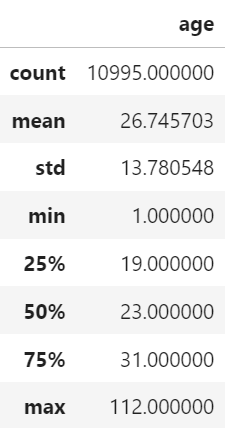 age
count 10995.000000
mean 26.745703
std 13.780548
min 1.000000
25% 19.000000
50% 23.000000
75% 31.000000
max 112.000000